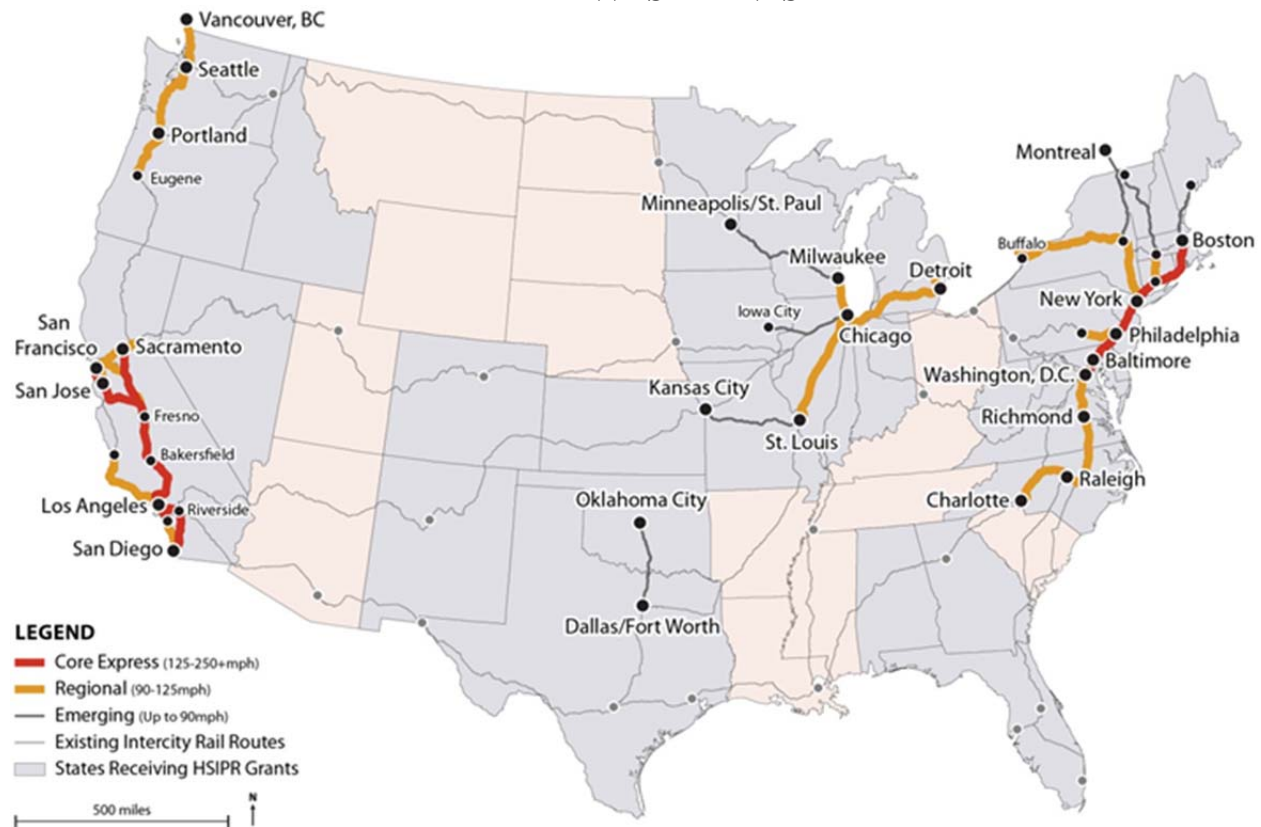 Vancouver, BC
Seattle
Portland
Eugene
Montreal
Minneapolis/St. Paul
Buffalo
Boston
Milwaukee
Detroit
New York
Iowa City
San
Francisco
Sacramento
Chicago
Philadelphia
Baltimore
Washington, D.C.
San Jose
Kansas City
Fresno
Richmond
St. Louis
Bakersfield
Raleigh
Los Angeles
Riverside
Oklahoma City
Charlotte
San Diego
Dallas/Fort Worth
LEGEND
Core Express (125-250+mph)
Regional (90-125mph)
Emerging (Up to 90mph)
Existing Intercity Rail Routes
States Receiving HSIPR Grants
500 miles
N